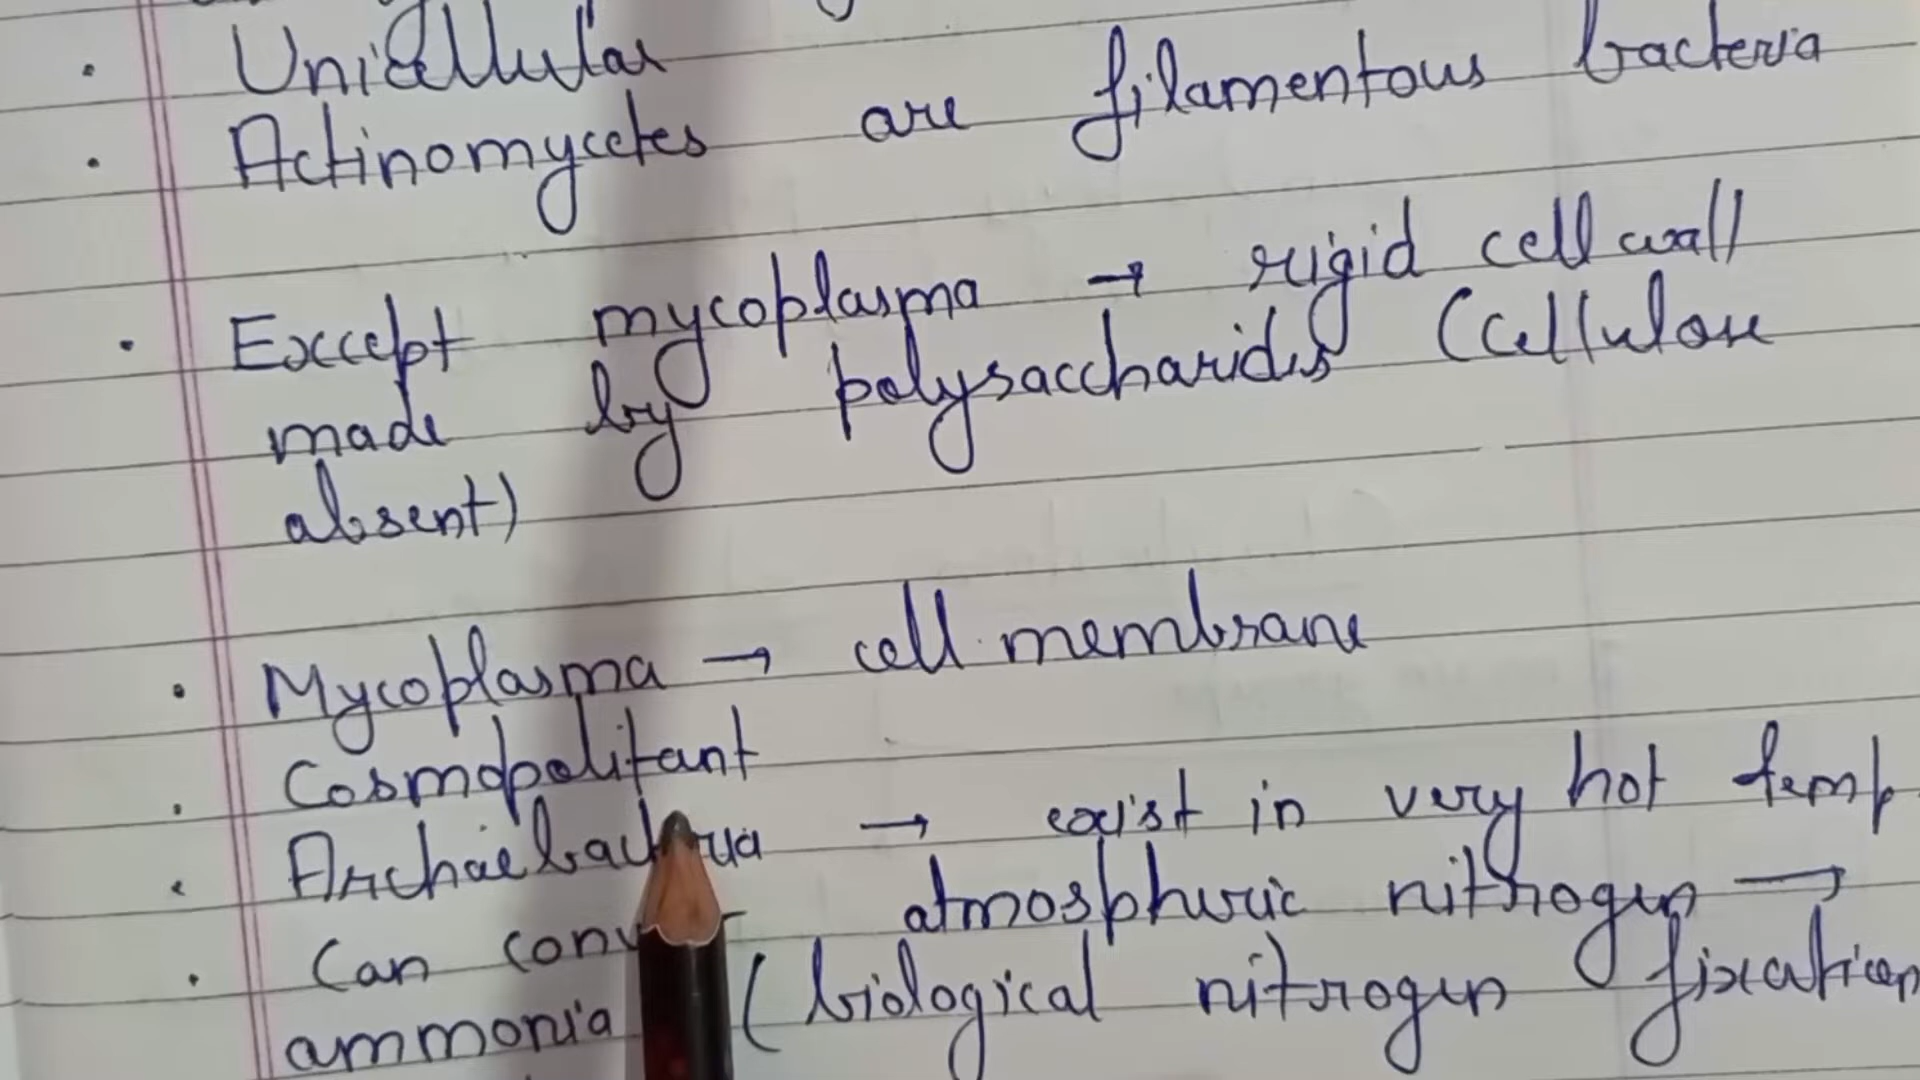 • Unicellular
• Actinomycetes are filamentous bacteria
• Except mycoplasma → rigid cell wall
made by polysaccharides (cellulose
absent)
• Mycoplasma → cell membrane
• Cosmopolitant
• Archaebacteria → exist in very hot temp.
• Can atmospheric nitrogen →
ammonia (biological nitrogen fixation